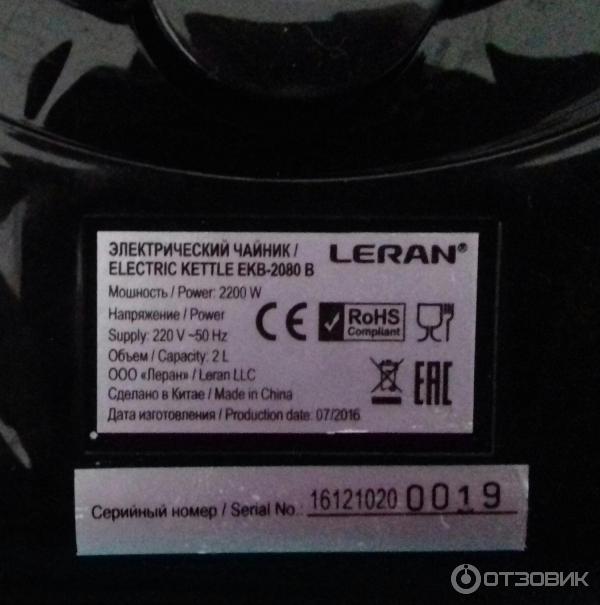 ЭЛЕКТРИЧЕСКИЙ ЧАЙНИК /
ELECTRIC KETTLE EKB-2080 B
LERAN®
Мощность / Power: 2200 W
Напряжение / Power
Supply: 220 V ~50 Hz
Объем / Capacity: 2 L
ООО «Леран» / Leran LLC
Сделано в Китае / Made in China
Дата изготовления / Production date: 07/2016
CE
RoHS
Compliant
EAC
Серийный номер / Serial No.: 16121020 0019
ОТЗОВИК